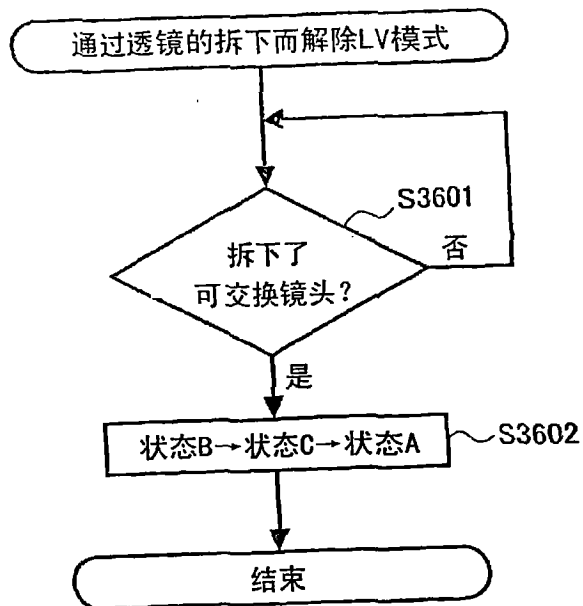 通过透镜的拆下而解除LV模式
S3601
拆下了
可交换镜头?
否
是
状态B→状态C→状态A
S3602
结束